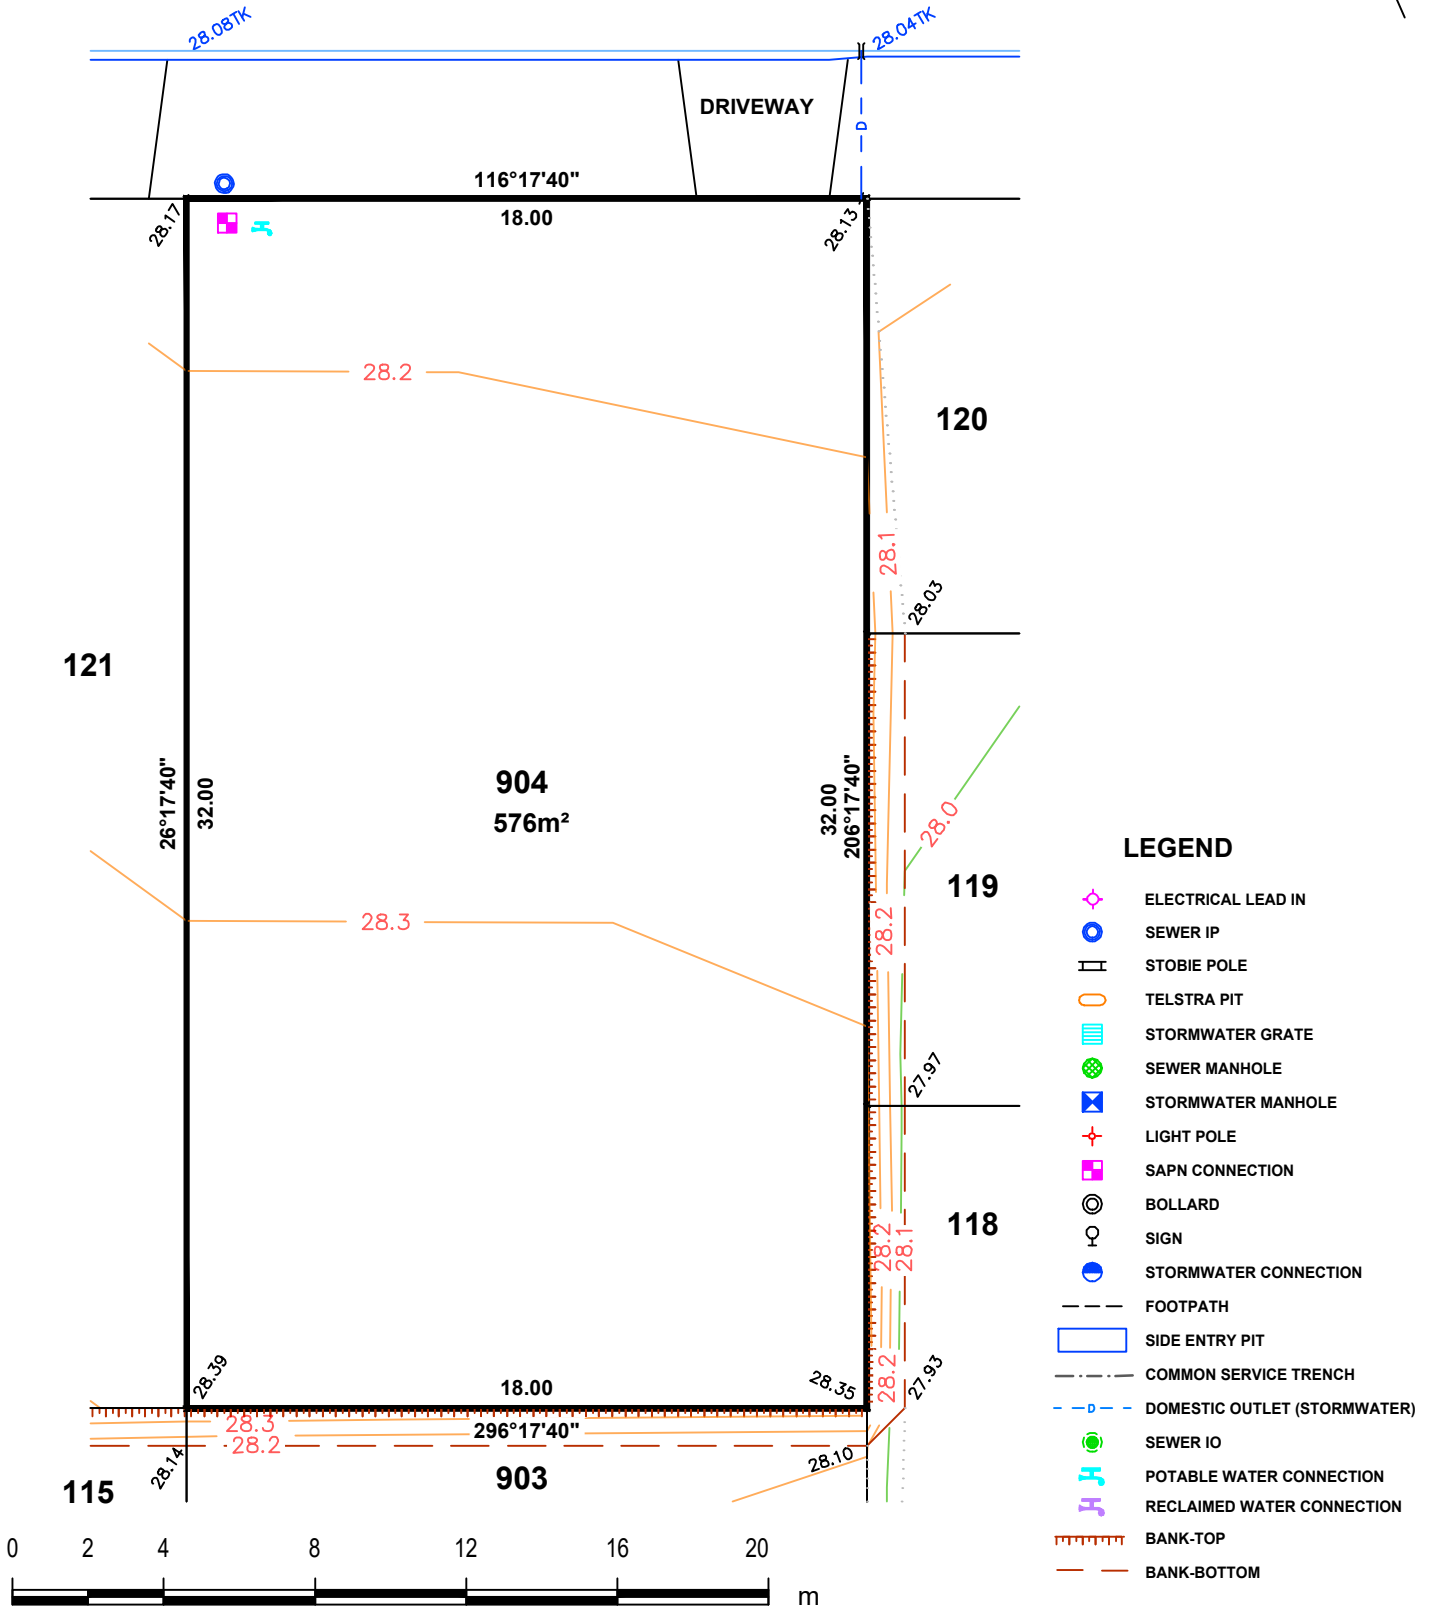 28.08TK
28.04TK
DRIVEWAY
D
116°17'40"
18.00
28.17
28.13
28.2
120
28.1
28.03
121
26°17'40"
32.00
904
576m²
32.00
206°17'40"
28.0
119
28.3
28.2
27.97
118
28.2
28.1
28.39
18.00
28.35
28.2
27.93
28.3
28.2
296°17'40"
28.14
28.10
115
903
0 2 4 8 12 16 20
m
LEGEND
ELECTRICAL LEAD IN
SEWER IP
STOBIE POLE
TELSTRA PIT
STORMWATER GRATE
SEWER MANHOLE
STORMWATER MANHOLE
LIGHT POLE
SAPN CONNECTION
BOLLARD
SIGN
STORMWATER CONNECTION
FOOTPATH
SIDE ENTRY PIT
COMMON SERVICE TRENCH
D DOMESTIC OUTLET (STORMWATER)
SEWER IO
POTABLE WATER CONNECTION
RECLAIMED WATER CONNECTION
BANK-TOP
BANK-BOTTOM